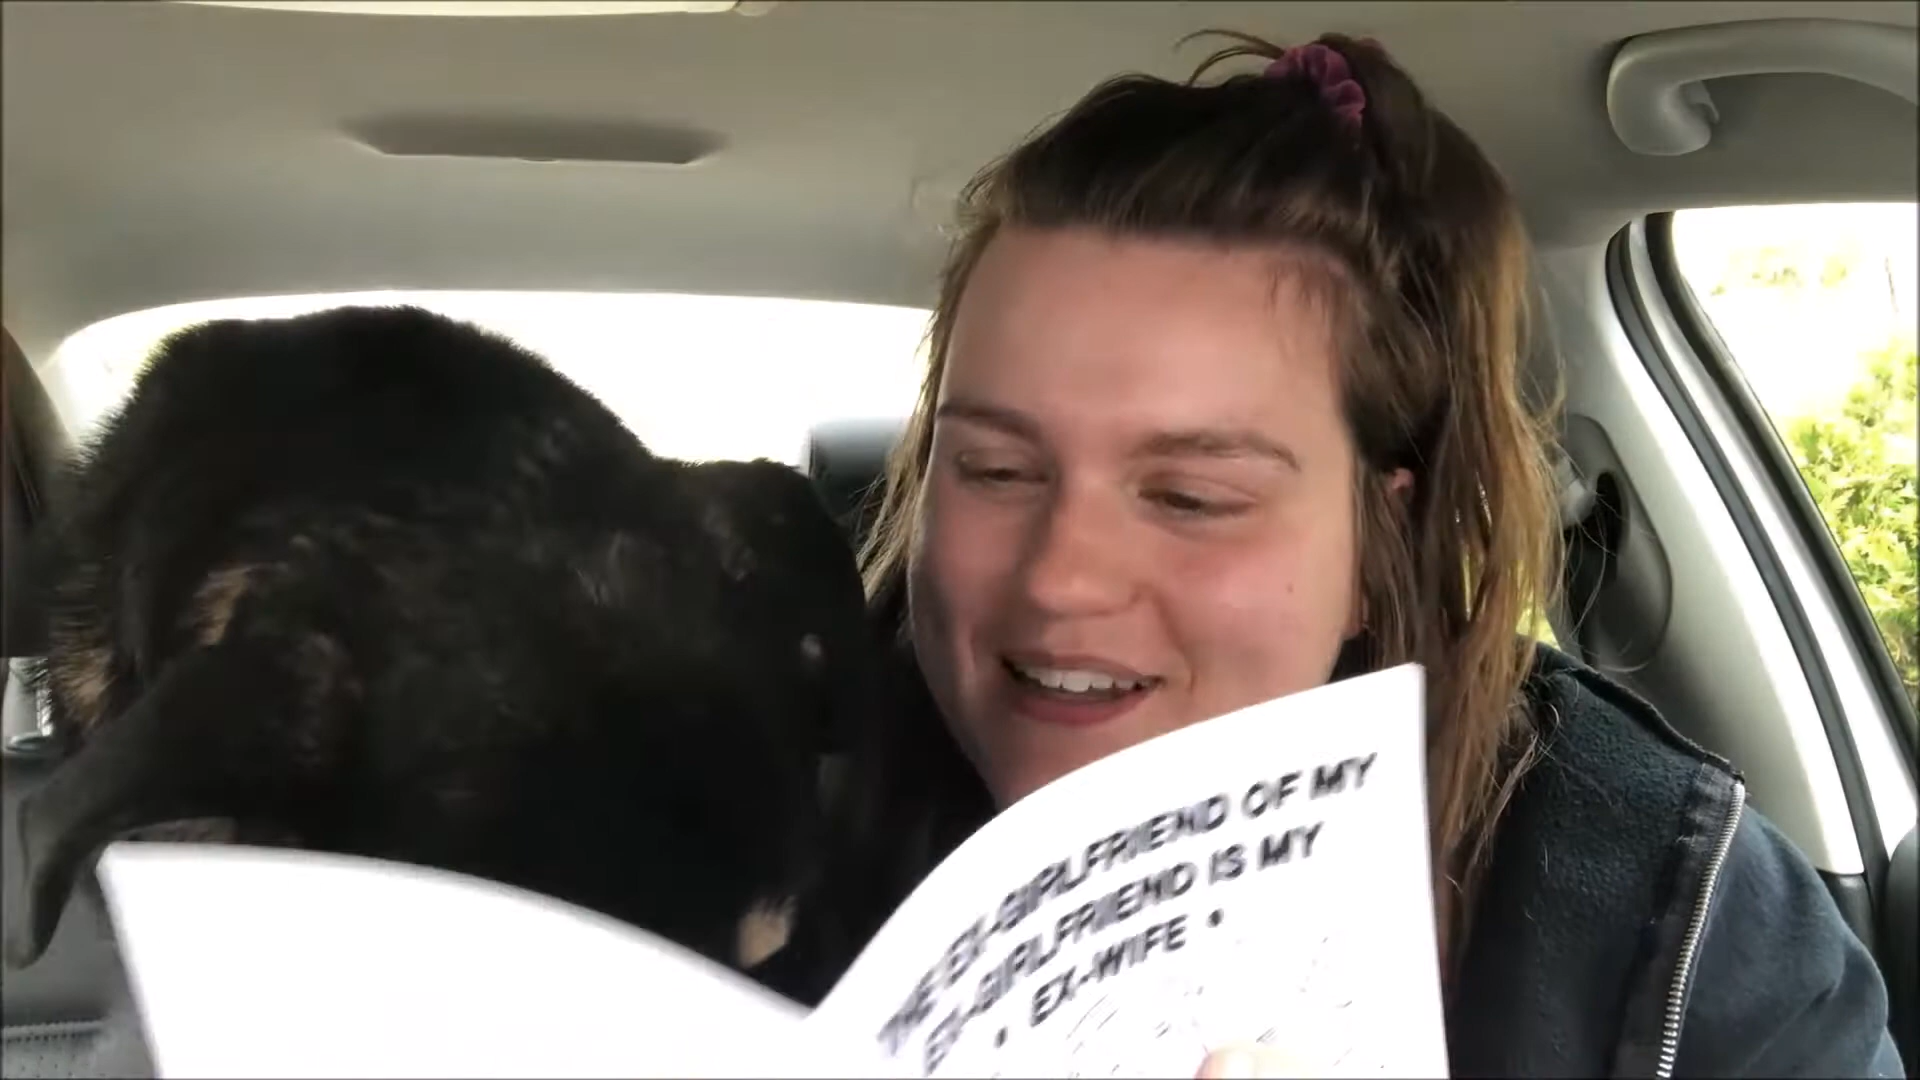 THE EX-GIRLFRIEND OF MY
EX-GIRLFRIEND IS MY
• EX-WIFE •